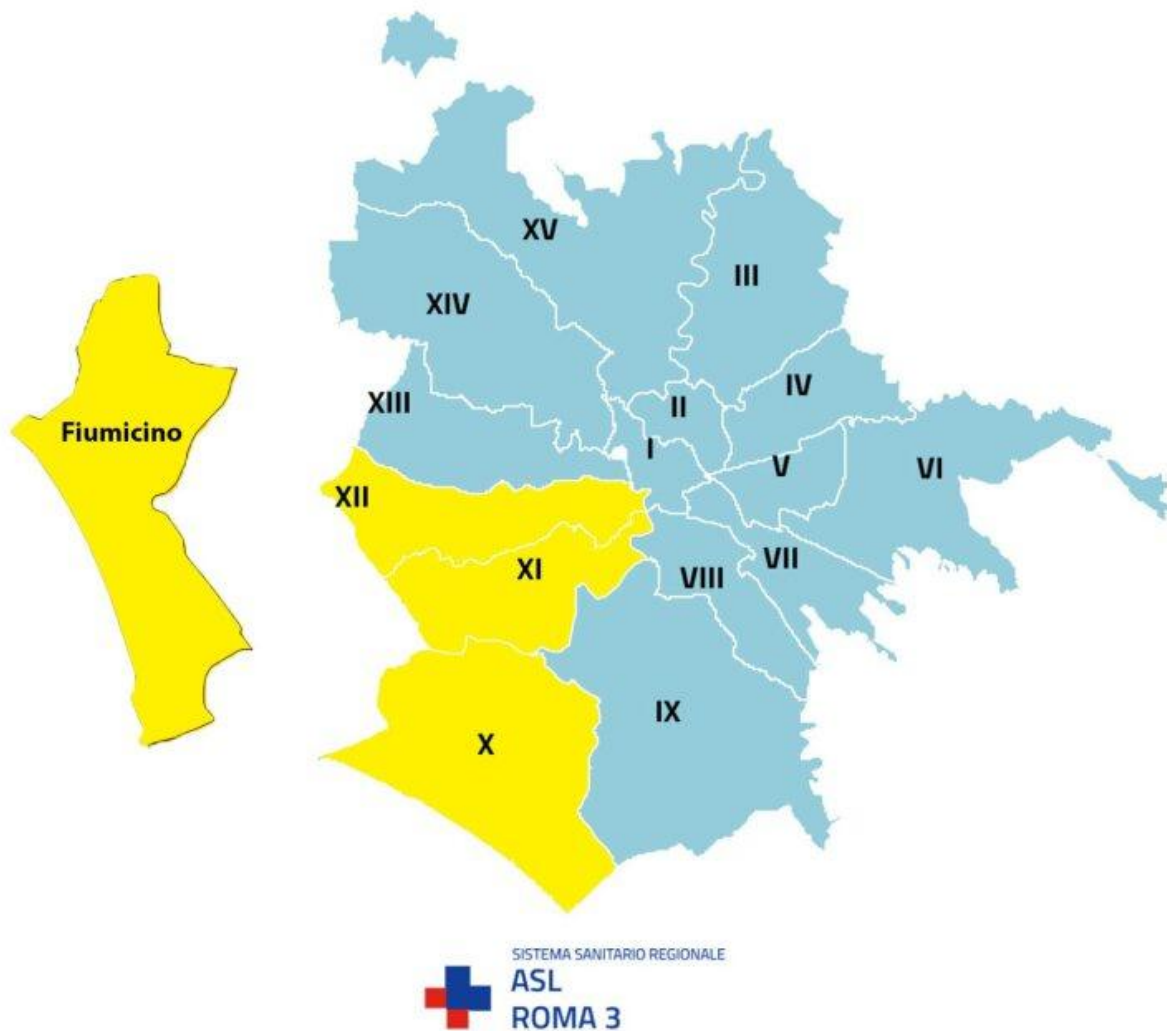 XV
III
XIV
IV
XIII
II
Fiumicino
I
V
VI
XII
VII
XI
VIII
IX
X
SISTEMA SANITARIO REGIONALE
ASL
ROMA 3